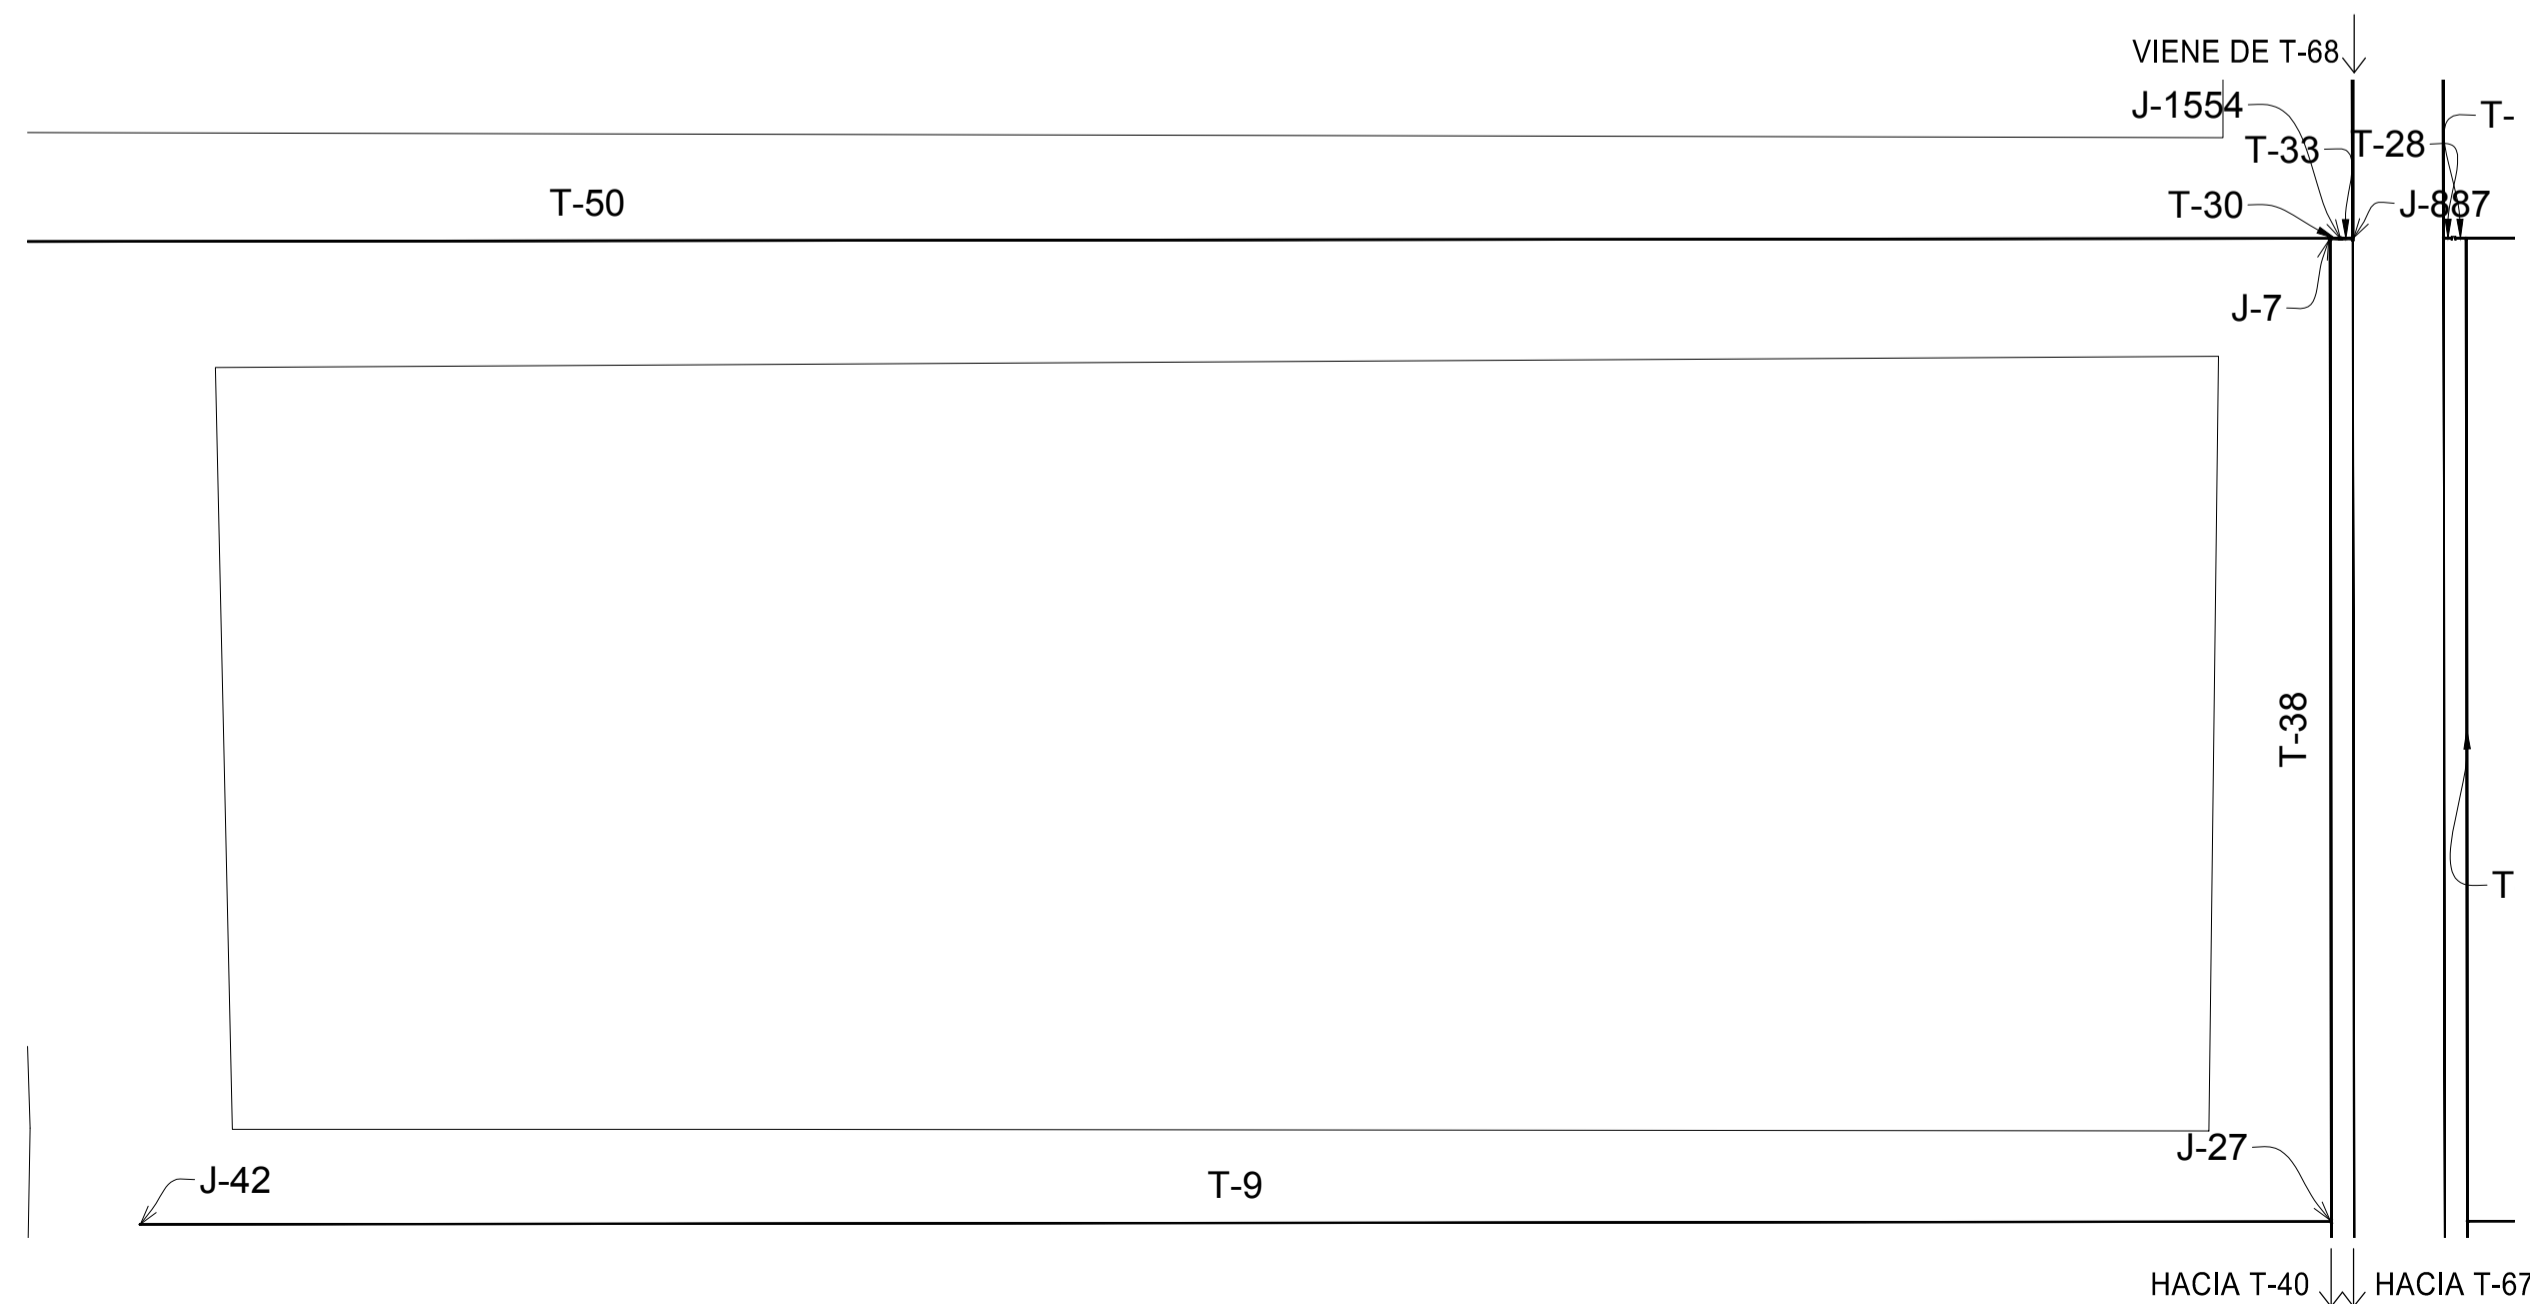 VIENE DE T-68
J-1554
T-
T-33
T-28
T-50
T-30
J-887
J-7
T-38
T
J-27
J-42
T-9
HACIA T-40
HACIA T-67